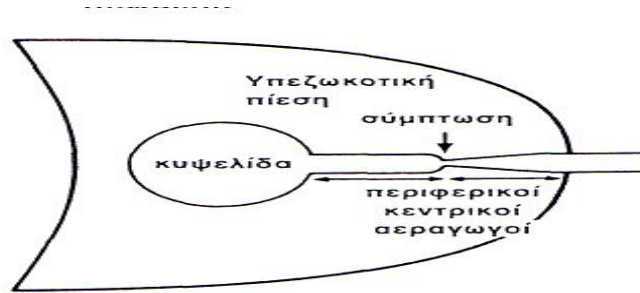 Υπεζωκοτική
πίεση
σύμπτωση
κυψελίδα
περιφερικοί
κεντρικοί
αεραγωγοί